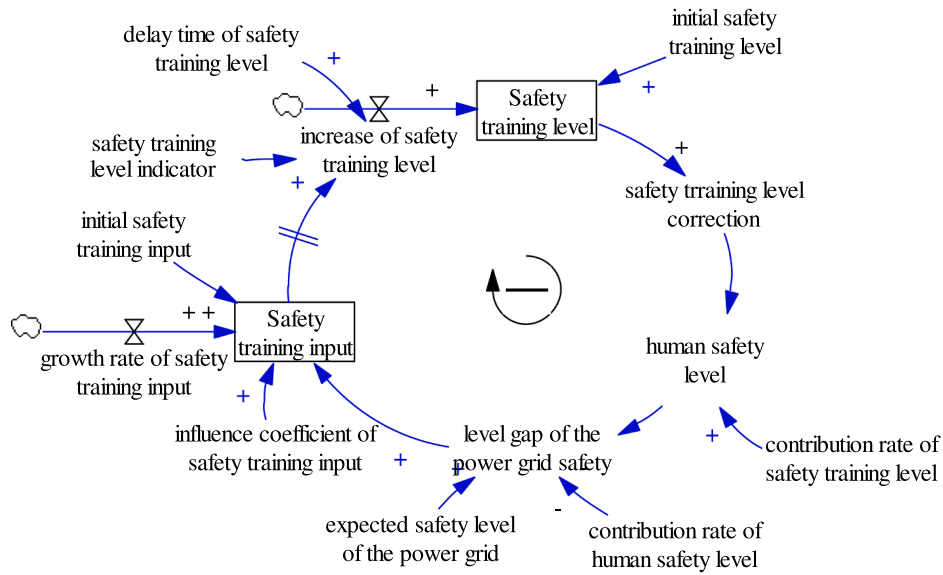 initial safety
training level
delay time of safety
training level
+
+
+
Safety
training level
increase of safety
training level
safety training
level indicator
+
+
safety trraining level
correction
initial safety
training input
+ +
Safety
training input
growth rate of safety
training input
human safety
level
+
influence coefficient of
safety training input
+
level gap of the
power grid safety
+
-
+
contribution rate of
safety training level
expected safety level
of the power grid
-
contribution rate of
human safety level